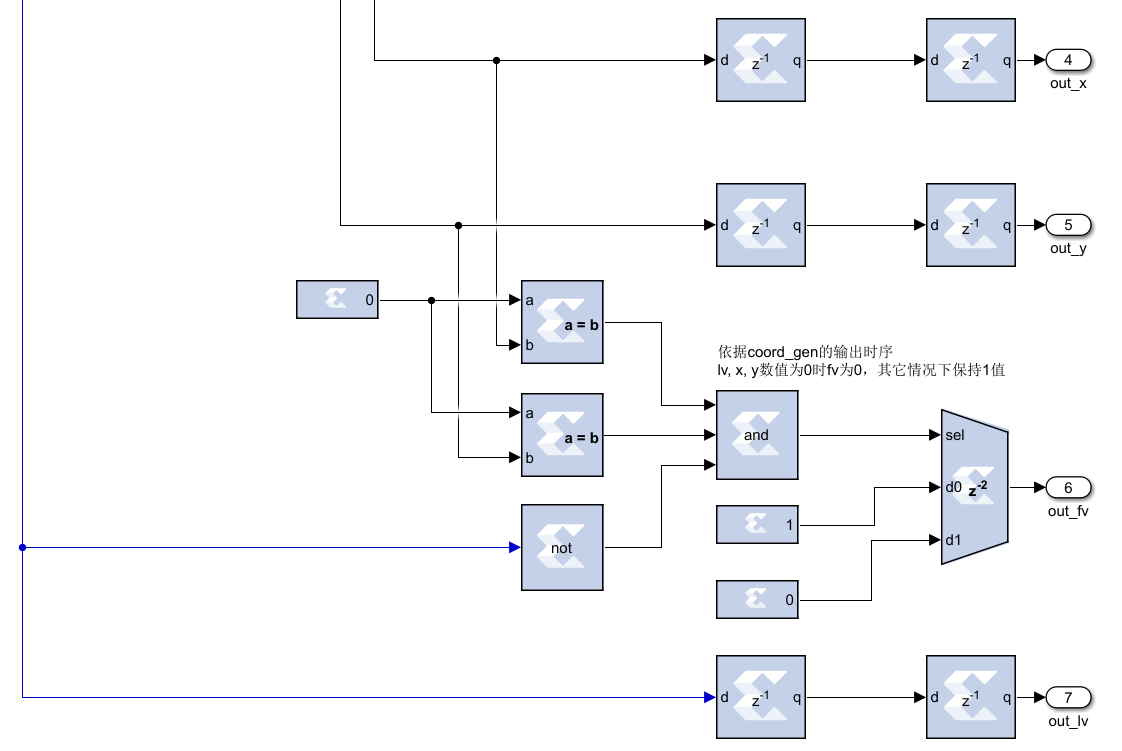 d z-1 q
d z-1 q
4
out_x
d z-1 q
d z-1 q
5
out_y
0
a
a = b
b
依据coord_gen的输出时序
lv, x, y数值为0时fv为0，其它情况下保持1值
a
a = b
b
and
sel
d0 z-2
d1
6
out_fv
1
not
0
d z-1 q
d z-1 q
7
out_lv